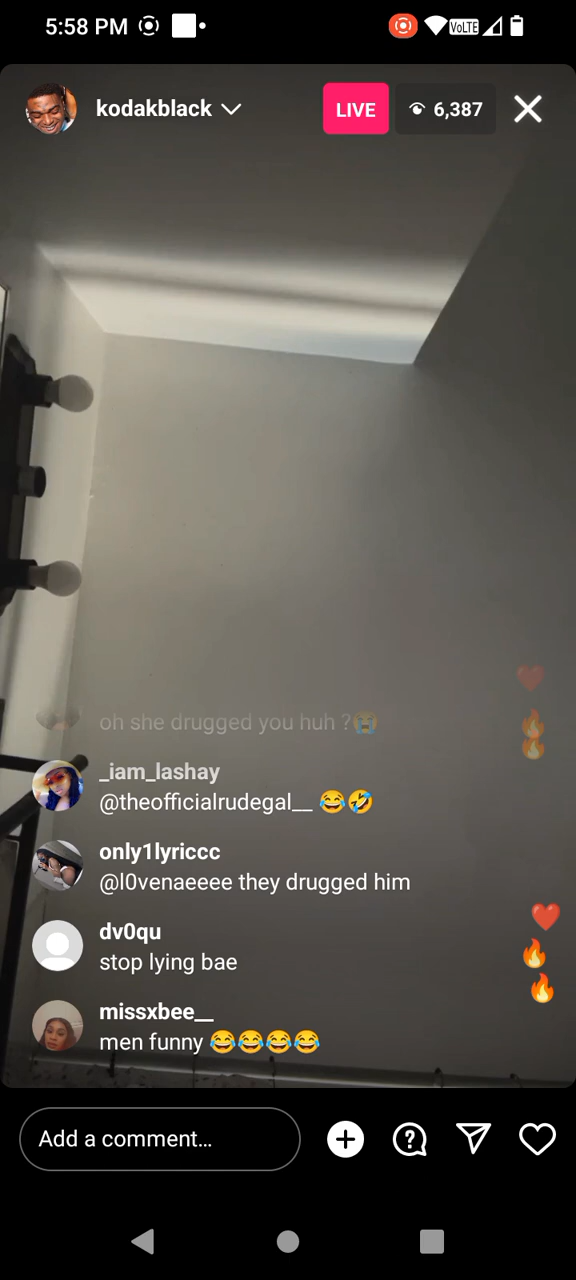 5:58 PM VoLTE
kodakblack LIVE 6,387
oh she drugged you huh ?😭
_iam_lashay
@theofficialrudegal__ 😂🤣
only1lyriccc
@l0venaeeee they drugged him
dv0qu
stop lying bae
missxbee__
men funny 😂😂😂😂
Add a comment...